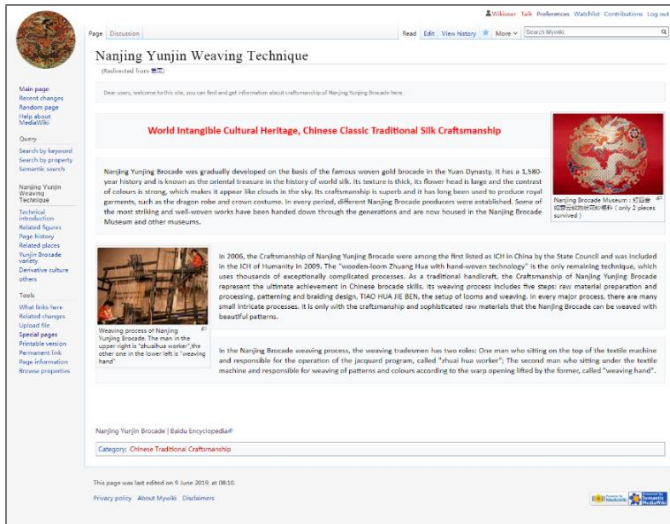 Wikiuser Talk Preferences Watchlist Contributions Log out
Page Discussion
Read Edit View history More Search Mywiki
Nanjing Yunjin Weaving Technique
(Redirected from
Dear users, welcome to this site, you can find and get information about craftsmanship of Nanjing Yunjing Brocade here.
World Intangible Cultural Heritage, Chinese Classic Traditional Silk Craftsmanship
Nanjing Yunjing Brocade was gradually developed on the basis of the famous woven gold brocade in the Yuan Dynasty. It has a 1,580-
year history and is known as the oriental treasure in the history of world silk. Its texture is thick, its flower head is large and the contrast
of colours is strong, which makes it appear like clouds in the sky. Its craftsmanship is superb and it has long been used to produce royal
garments, such as the dragon robe and crown costume. In every period, different Nanjing Brocade producers were established. Some of
the most striking and well-woven works have been handed down through the generations and are now housed in the Nanjing Brocade
Museum and other museums.
Nanjing Brocade Museum :
( only 2 pieces
survived )
In 2006, the Craftsmanship of Nanjing Yunjing Brocade were among the first listed as ICH in China by the State Council and was included
in the ICH of Humanity in 2009. The "wooden-loom Zhuang Hua with hand-woven technology" is the only remaining technique, which
uses thousands of exceptionally complicated processes. As a traditional handicraft, the Craftsmanship of Nanjing Yunjing Brocade
represent the ultimate achievement in Chinese brocade skills. Its weaving process includes five steps: raw material preparation and
processing, patterning and braiding design, TIAO HUA JIE BEN, the setup of looms and weaving. In every major process, there are many
small intricate processes. It is only with the craftsmanship and sophisticated raw materials that the Nanjing Brocade can be weaved with
beautiful patterns.
Weaving process of Nanjing
Yunjing Brocade. The man in the
upper right is "zhuaihua worker",the
other one in the lower left is "weaving
hand"
In the Nanjing Brocade weaving process, the weaving tradesmen has two roles: One man who sitting on the top of the textile machine
and responsible for the operation of the jacquard program, called "zhuai hua worker"; The second man who sitting under the textile
machine and responsible for weaving of patterns and colours according to the warp opening lifted by the former, called "weaving hand".
Nanjing Yunjin Brocade | Baidu Encyclopedia
Category: Chinese Traditional Craftsmanship
This page was last edited on 9 June 2019, at 08:10.
Privacy policy About Mywiki Disclaimers
Main page
Recent changes
Random page
Help about
MediaWiki
Query
Search by keyword
Search by property
Semantic search
Nanjing Yunjin
Weaving
Technique
Technical
introduction
Related figures
Page history
Related places
Yunjin Brocade
variety
Derivative culture
others
Tools
What links here
Related changes
Upload file
Special pages
Printable version
Permanent link
Page information
Browse properties